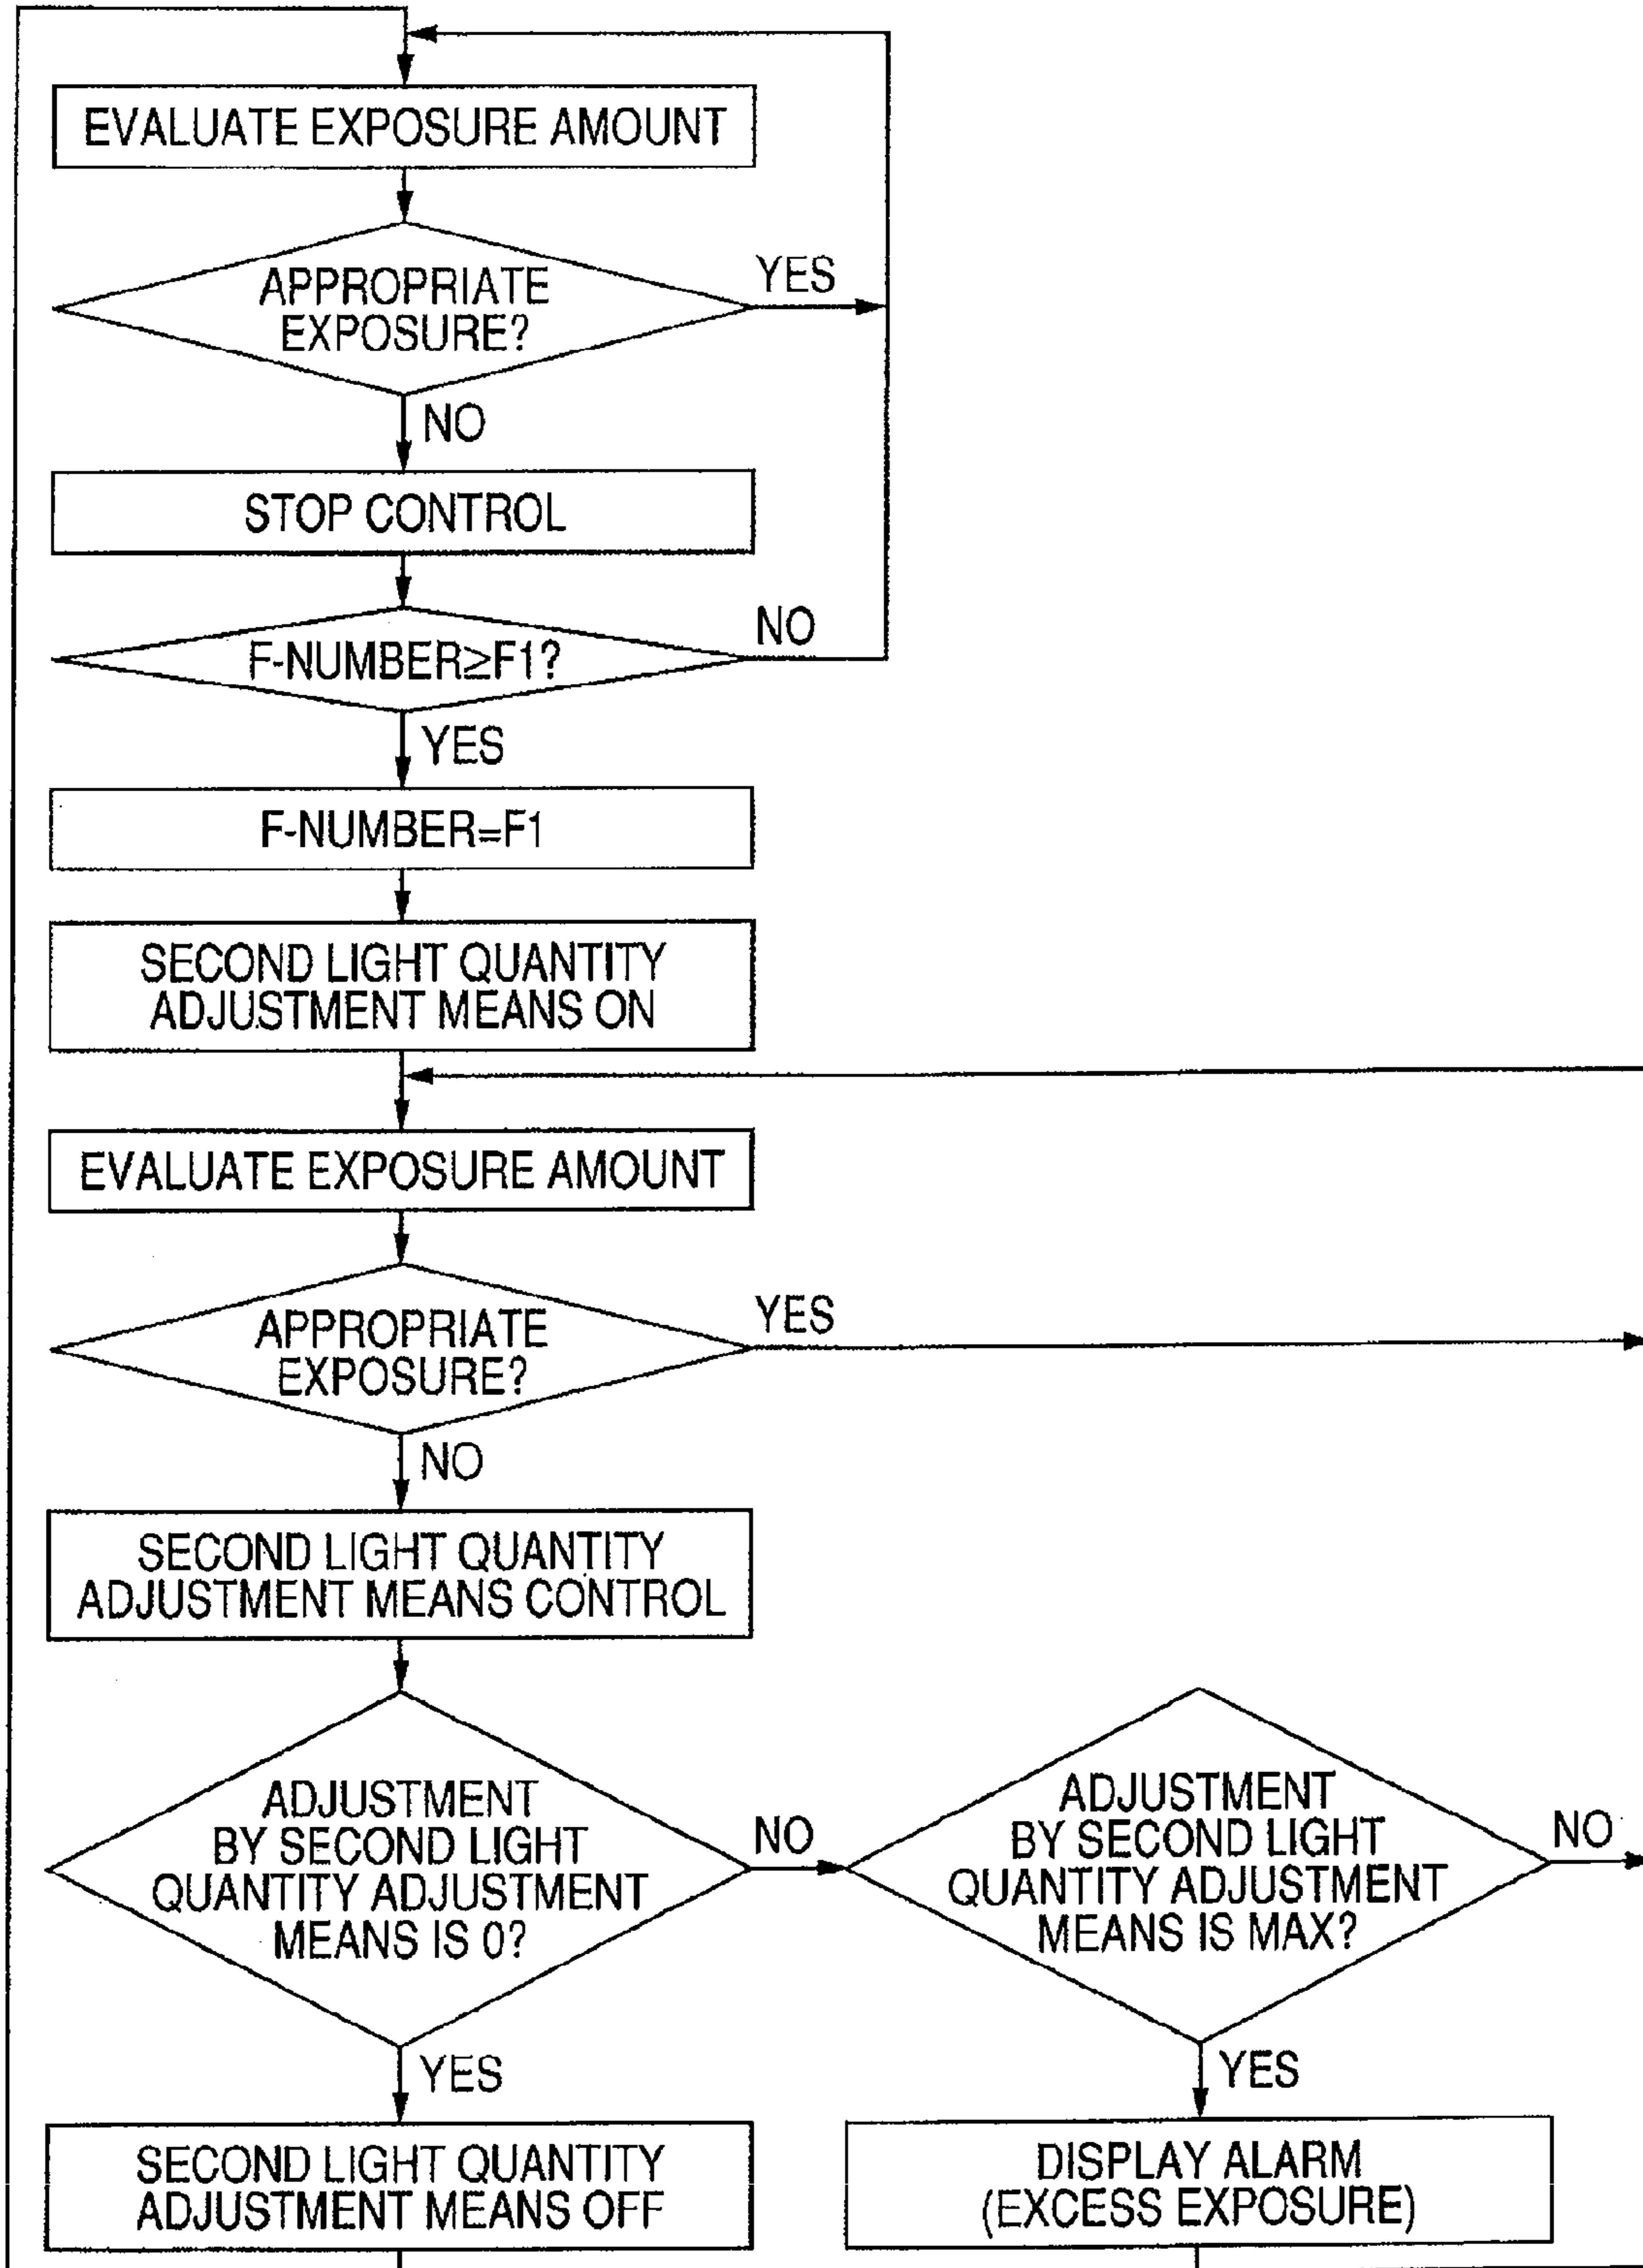 EVALUATE EXPOSURE AMOUNT
APPROPRIATE
EXPOSURE?
YES
NO
STOP CONTROL
F-NUMBER≥F1?
NO
YES
F-NUMBER=F1
SECOND LIGHT QUANTITY
ADJUSTMENT MEANS ON
EVALUATE EXPOSURE AMOUNT
APPROPRIATE
EXPOSURE?
YES
NO
SECOND LIGHT QUANTITY
ADJUSTMENT MEANS CONTROL
ADJUSTMENT
BY SECOND LIGHT
QUANTITY ADJUSTMENT
MEANS IS 0?
NO
YES
ADJUSTMENT
BY SECOND LIGHT
QUANTITY ADJUSTMENT
MEANS IS MAX?
NO
YES
SECOND LIGHT QUANTITY
ADJUSTMENT MEANS OFF
DISPLAY ALARM
(EXCESS EXPOSURE)